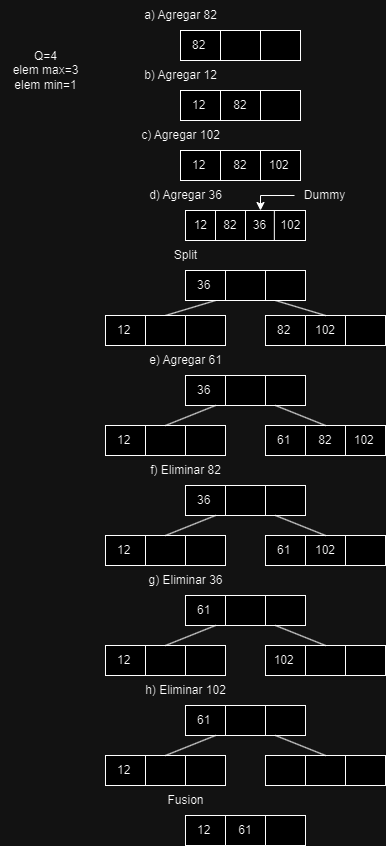 a) Agregar 82
Q=4
elem max=3
elem min=1
82
b) Agregar 12
12 82
c) Agregar 102
12 82 102
d) Agregar 36
Dummy
12 82 36 102
Split
36
12 82 102
e) Agregar 61
36
12 61 82 102
f) Eliminar 82
36
12 61 102
g) Eliminar 36
61
12 102
h) Eliminar 102
61
12
Fusion
12 61